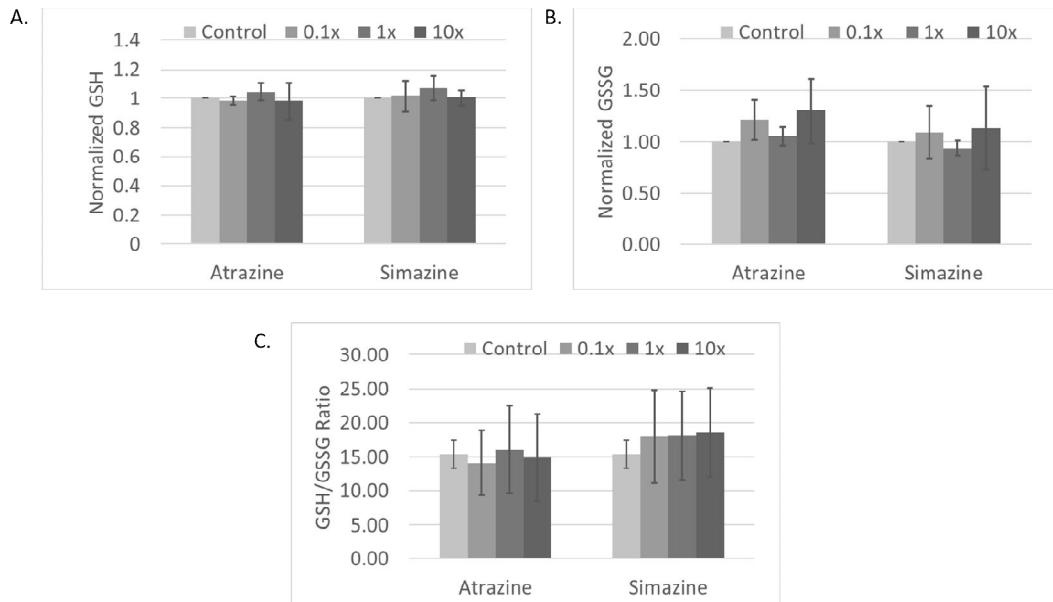 A.
Control 0.1x 1x 10x
Normalized GSH
1.4
1.2
1
0.8
0.6
0.4
0.2
0
Atrazine Simazine
B.
Control 0.1x 1x 10x
Normalized GSSG
2.00
1.50
1.00
0.50
0.00
Atrazine Simazine
C.
Control 0.1x 1x 10x
GSH/GSSG Ratio
30.00
25.00
20.00
15.00
10.00
5.00
0.00
Atrazine Simazine